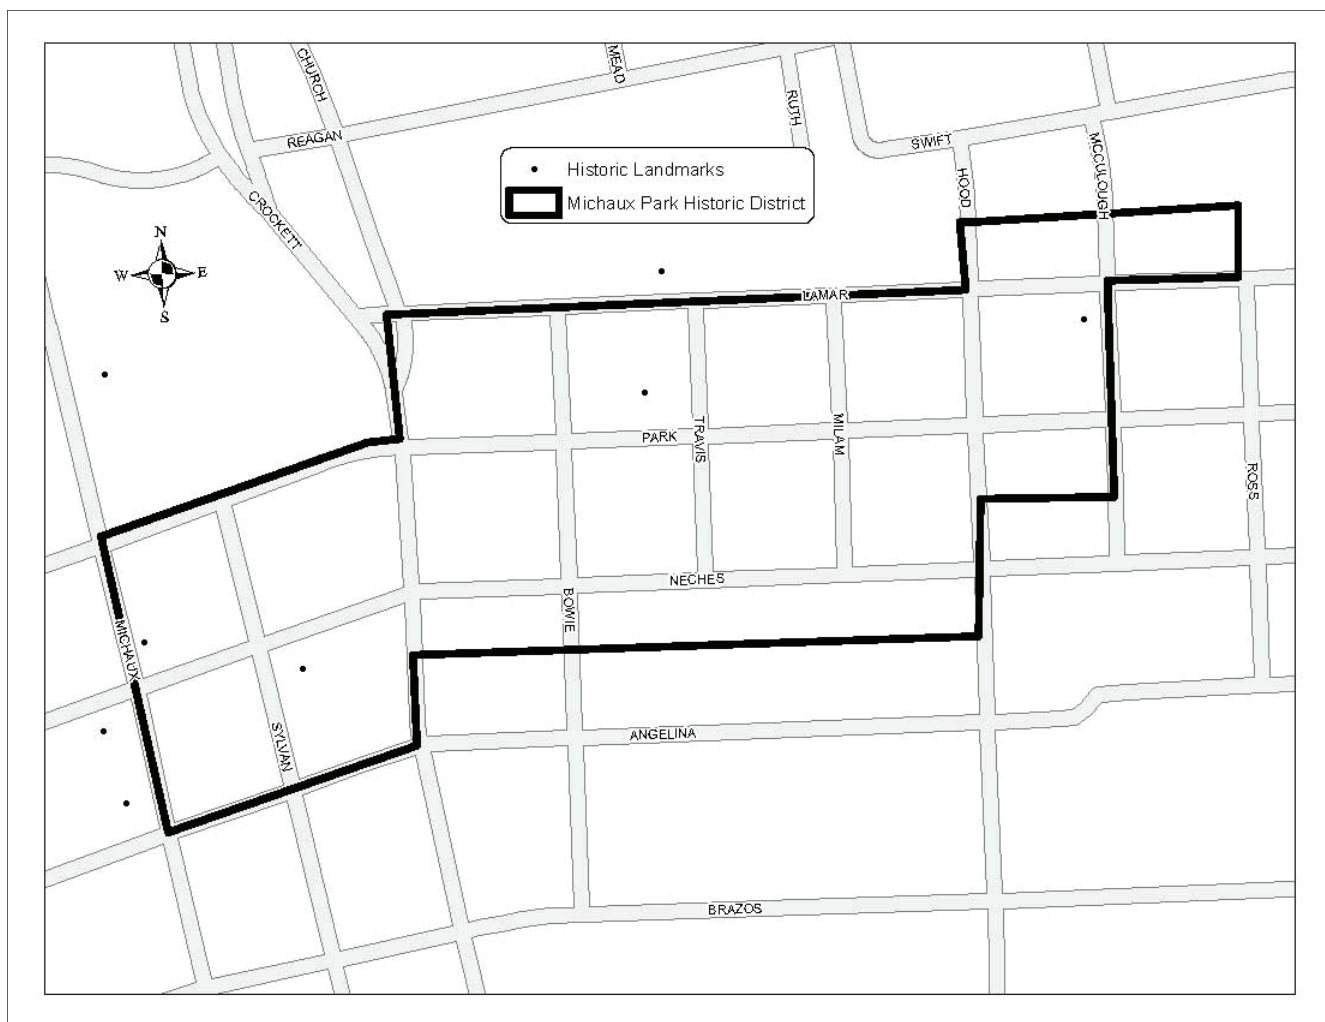 CHURCH
MEAD
REAGAN
RUTH
SWIFT
MCCULOUGH
Historic Landmarks
Michaux Park Historic District
HOOD
CROCKETT
N
W
E
S
LAMAR
PARK
TRAVIS
MILAM
ROSS
NECHES
BOWIE
MICHAUX
SYLVAN
ANGELINA
BRAZOS